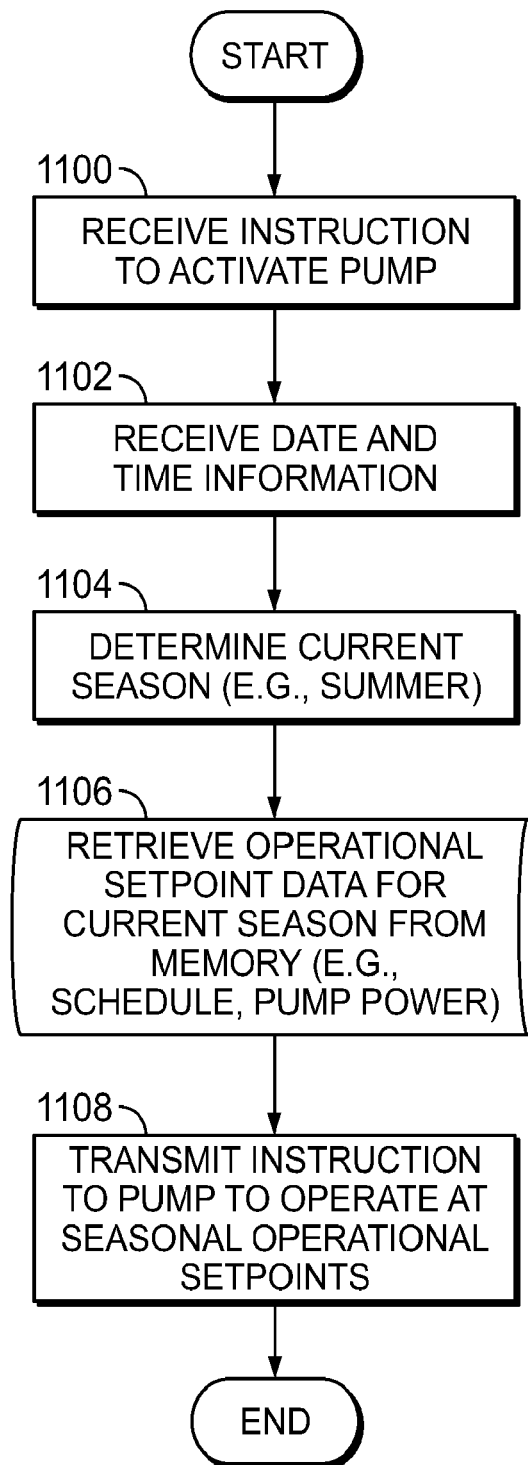 START
1100
RECEIVE INSTRUCTION
TO ACTIVATE PUMP
1102
RECEIVE DATE AND
TIME INFORMATION
1104
DETERMINE CURRENT
SEASON (E.G., SUMMER)
1106
RETRIEVE OPERATIONAL
SETPOINT DATA FOR
CURRENT SEASON FROM
MEMORY (E.G.,
SCHEDULE, PUMP POWER)
1108
TRANSMIT INSTRUCTION
TO PUMP TO OPERATE AT
SEASONAL OPERATIONAL
SETPOINTS
END